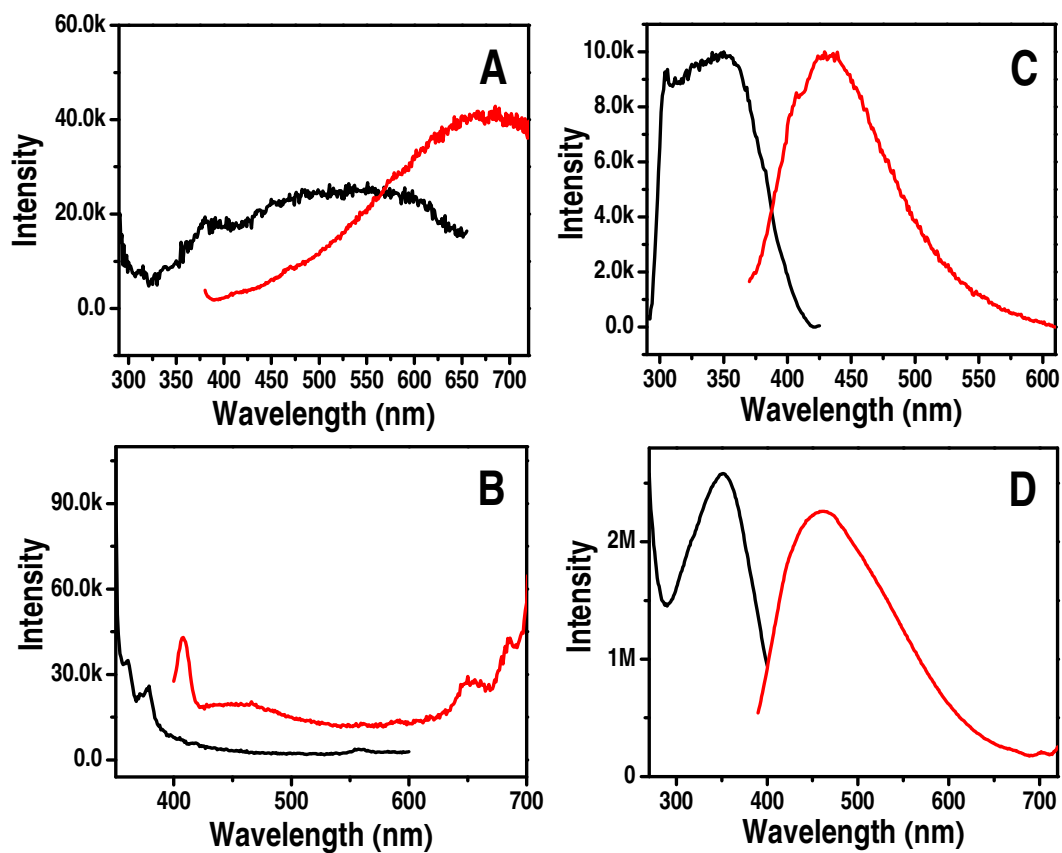 A
Intensity
60.0k
40.0k
20.0k
0.0
300 350 400 450 500 550 600 650 700
Wavelength (nm)
C
Intensity
10.0k
8.0k
6.0k
4.0k
2.0k
0.0
300 350 400 450 500 550 600
Wavelength (nm)
B
Intensity
90.0k
60.0k
30.0k
0.0
400 500 600 700
Wavelength (nm)
D
Intensity
2M
1M
0
300 400 500 600 700
Wavelength (nm)